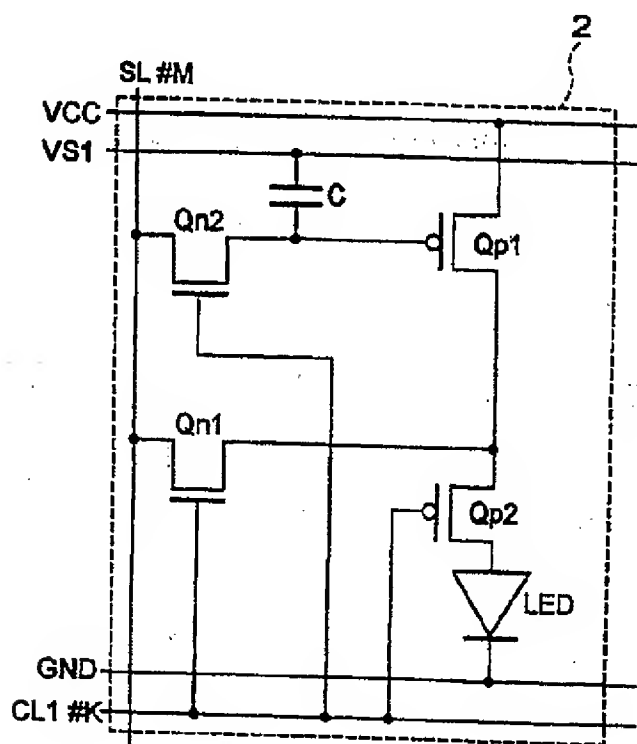 2
SL #M
VCC
VS1
C
Qn2
Qp1
Qn1
Qp2
LED
GND
CL1 #K